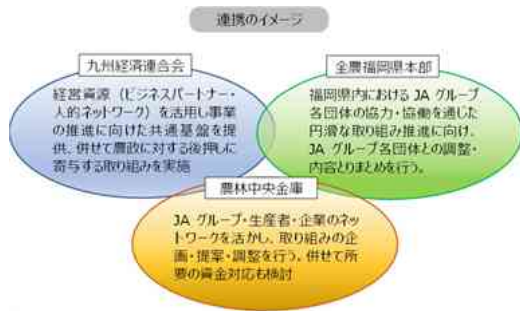 連携のイメージ
九州経済連合会
経営資源（ビジネスパートナー・
人的ネットワーク）を活用し事業
の推進に向けた共通基盤を提
供、併せて農政に対する後押しに
寄与する取り組みを実施
全農福岡県本部
福岡県内における JA グループ
各団体の協力・協働を通じた
円滑な取り組み推進に向け、
JA グループ各団体との調整・
内容とりまとめを行う。
農林中央金庫
JA グループ・生産者・企業のネッ
トワークを活かし、取り組みの企
画・提案・調整を行う、併せて所
要の資金対応も検討